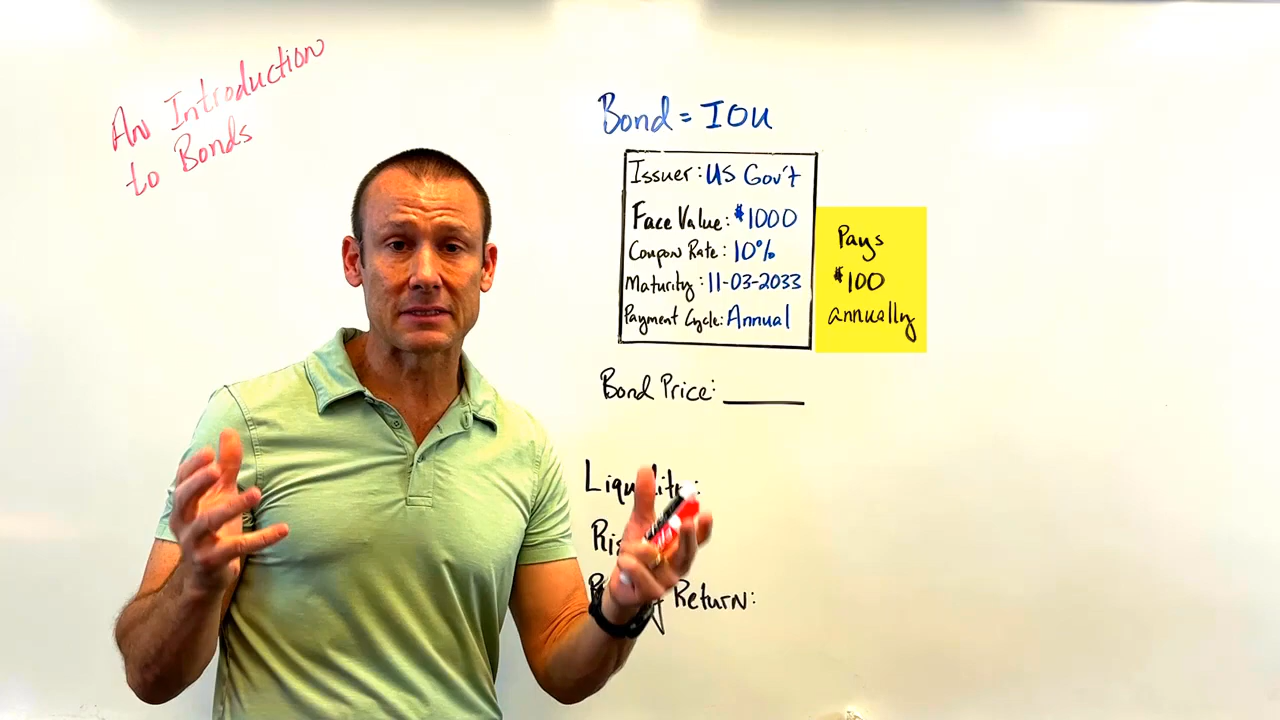 An Introduction
to Bonds
Bond = IOU
Issuer: US Gov't
Face Value: $1000
Coupon Rate: 10%
Maturity: 11-03-2033
Payment Cycle: Annual
Pays
$100
annually
Bond Price:
Liquidity:
Return: